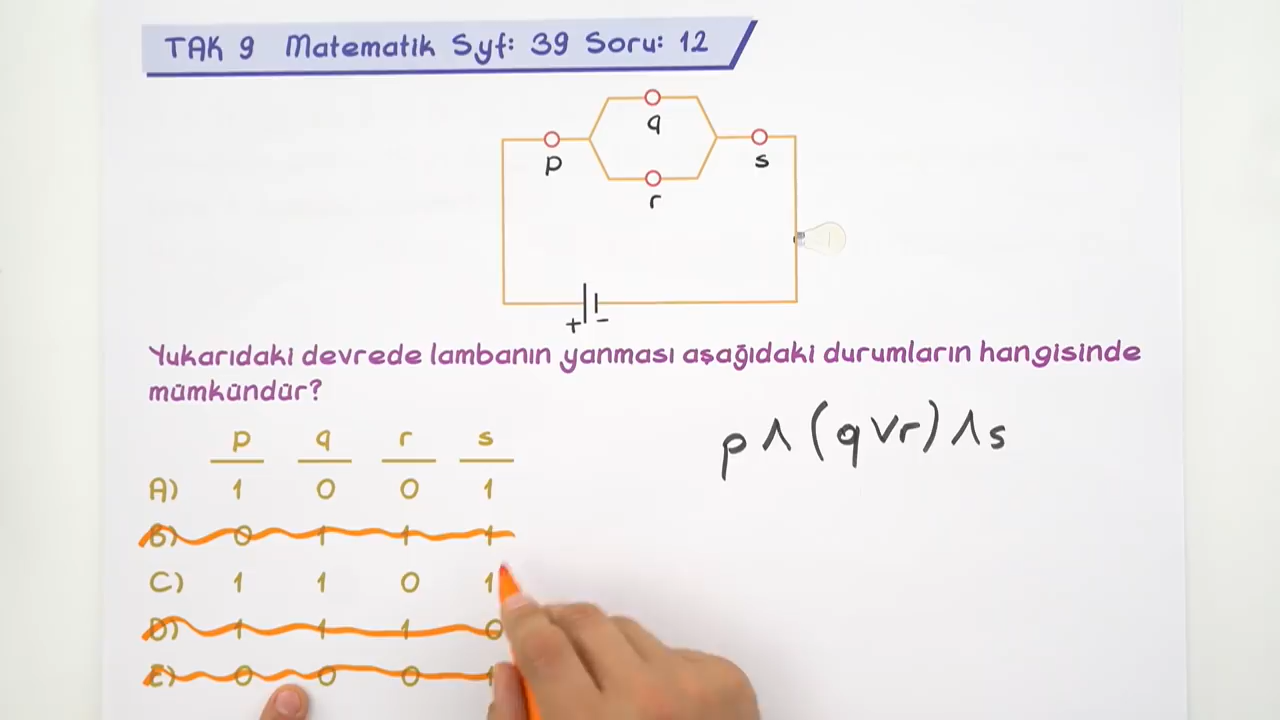 TAK 9 Matematik Syf: 39 Soru: 12
q
p
s
r
+ -
Yukarıdaki devrede lambanın yanması aşağıdaki durumların hangisinde
mümkündür?
p ∧ (q ∨ r) ∧ s
p q r s
A) 1 0 0 1
B) 0 1 1 1
C) 1 1 0 1
D) 1 1 1 0
E) 0 0 0 1